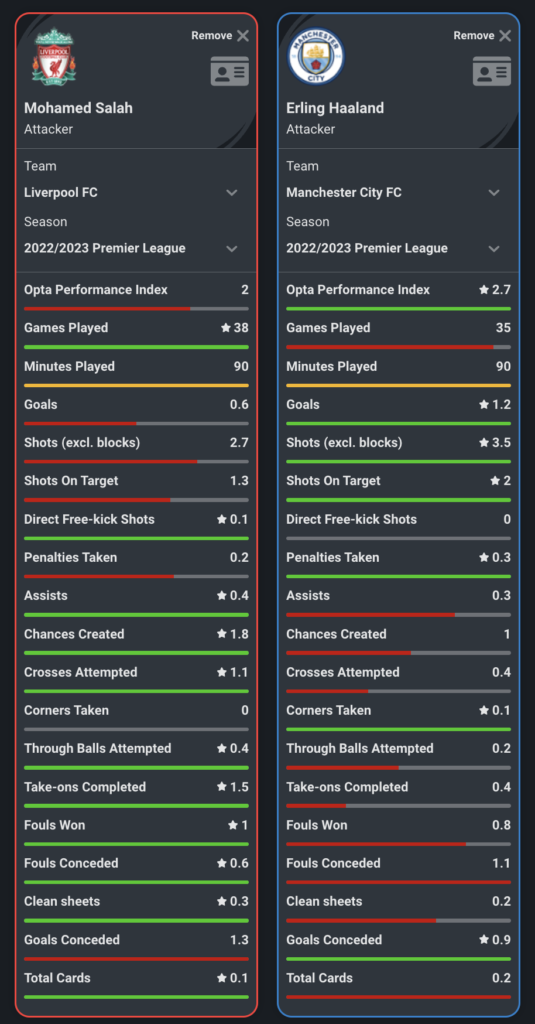 Remove
LIVERPOOL
Mohamed Salah
Attacker
Team
Liverpool FC
Season
2022/2023 Premier League
Opta Performance Index 2
Games Played 38
Minutes Played 90
Goals 0.6
Shots (excl. blocks) 2.7
Shots On Target 1.3
Direct Free-kick Shots 0.1
Penalties Taken 0.2
Assists 0.4
Chances Created 1.8
Crosses Attempted 1.1
Corners Taken 0
Through Balls Attempted 0.4
Take-ons Completed 1.5
Fouls Won 1
Fouls Conceded 0.6
Clean sheets 0.3
Goals Conceded 1.3
Total Cards 0.1
Remove
MANCHESTER
CITY
Erling Haaland
Attacker
Team
Manchester City FC
Season
2022/2023 Premier League
Opta Performance Index 2.7
Games Played 35
Minutes Played 90
Goals 1.2
Shots (excl. blocks) 3.5
Shots On Target 2
Direct Free-kick Shots 0
Penalties Taken 0.3
Assists 0.3
Chances Created 1
Crosses Attempted 0.4
Corners Taken 0.1
Through Balls Attempted 0.2
Take-ons Completed 0.4
Fouls Won 0.8
Fouls Conceded 1.1
Clean sheets 0.2
Goals Conceded 0.9
Total Cards 0.2